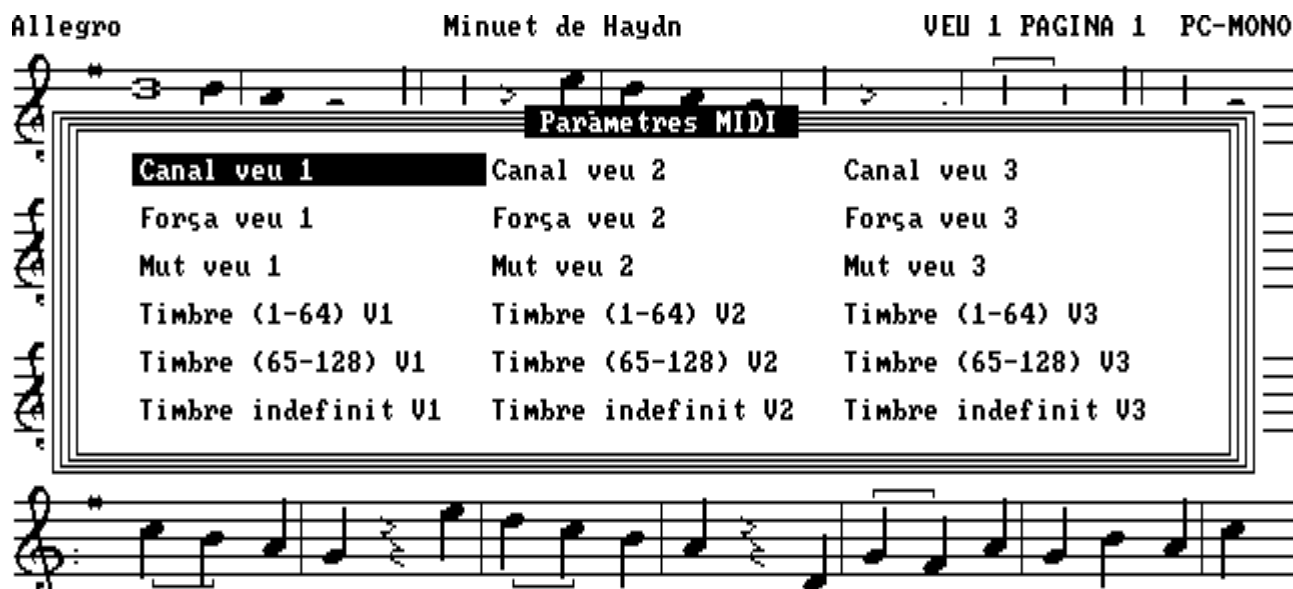 Allegro Minuet de Haydn VEU 1 PAGINA 1 PC-MONO
3
Paràmetres MIDI
Canal veu 1 Canal veu 2 Canal veu 3
Força veu 1 Força veu 2 Força veu 3
Mut veu 1 Mut veu 2 Mut veu 3
Timbre (1-64) V1 Timbre (1-64) V2 Timbre (1-64) V3
Timbre (65-128) V1 Timbre (65-128) V2 Timbre (65-128) V3
Timbre indefinit V1 Timbre indefinit V2 Timbre indefinit V3